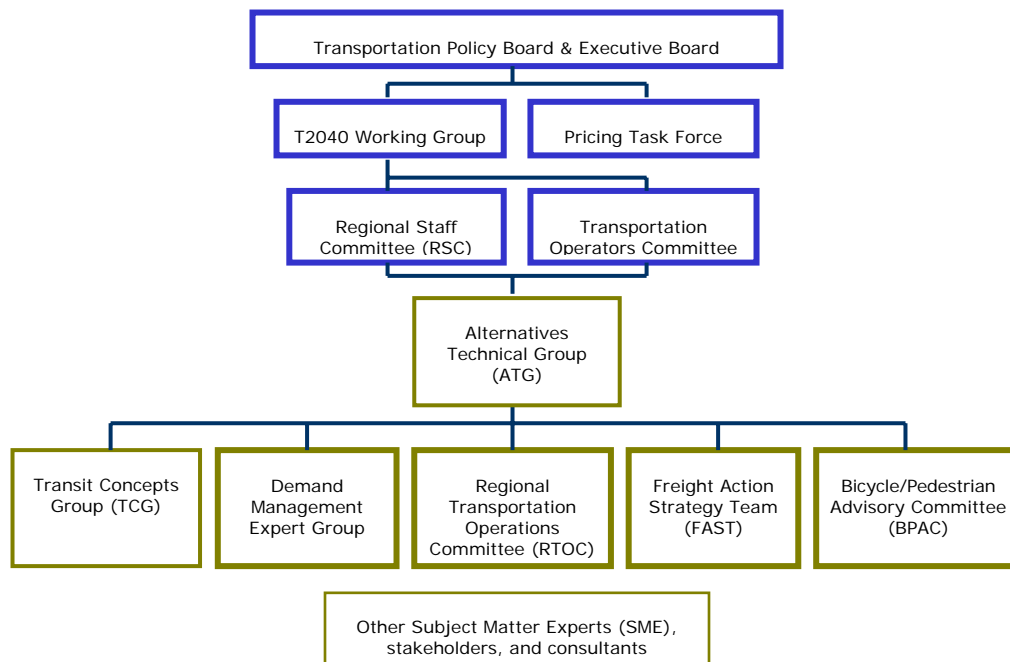 Transportation Policy Board & Executive Board
T2040 Working Group
Pricing Task Force
Regional Staff
Committee (RSC)
Transportation
Operators Committee
Alternatives
Technical Group
(ATG)
Transit Concepts
Group (TCG)
Demand
Management
Expert Group
Regional
Transportation
Operations
Committee (RTOC)
Freight Action
Strategy Team
(FAST)
Bicycle/Pedestrian
Advisory Committee
(BPAC)
Other Subject Matter Experts (SME),
stakeholders, and consultants